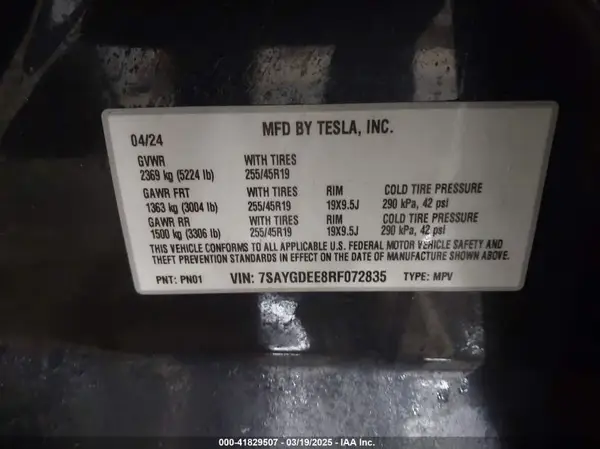 04/24
MFD BY TESLA, INC.
GVWR WITH TIRES
2369 kg (5224 lb) 255/45R19
GAWR FRT WITH TIRES RIM COLD TIRE PRESSURE
1363 kg (3004 lb) 255/45R19 19X9.5J 290 kPa, 42 psi
GAWR RR WITH TIRES RIM COLD TIRE PRESSURE
1500 kg (3306 lb) 255/45R19 19X9.5J 290 kPa, 42 psi
THIS VEHICLE CONFORMS TO ALL APPLICABLE U.S. FEDERAL MOTOR VEHICLE SAFETY AND
THEFT PREVENTION STANDARDS IN EFFECT ON THE DATE OF MANUFACTURE SHOWN ABOVE.
PNT: PN01 VIN: 7SAYGDEE8RF072835 TYPE: MPV
000-41829507 - 03/19/2025 - IAA Inc.